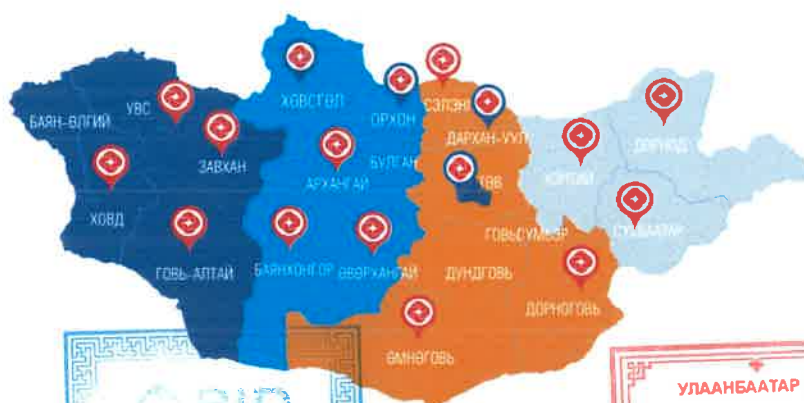 ХӨВСГӨЛ
СЭЛЭНГ
УВС
БАЯН-ӨЛГИЙ
ОРХОН
ДАРХАН-УУЛ
ДОРНОД
ЗАВХАН
БУЛГАН
АРХАНГАЙ
ТӨВ
ХЭНТИЙ
ХОВД
ГОВЬСҮМБЭР
СҮХБААТАР
ГОВЬ-АЛТАЙ
БАЯНХОНГОР
ӨВӨРХАНГАЙ
ДУНДГОВЬ
ДОРНОГОВЬ
ӨМНӨГОВЬ
УЛААНБААТАР